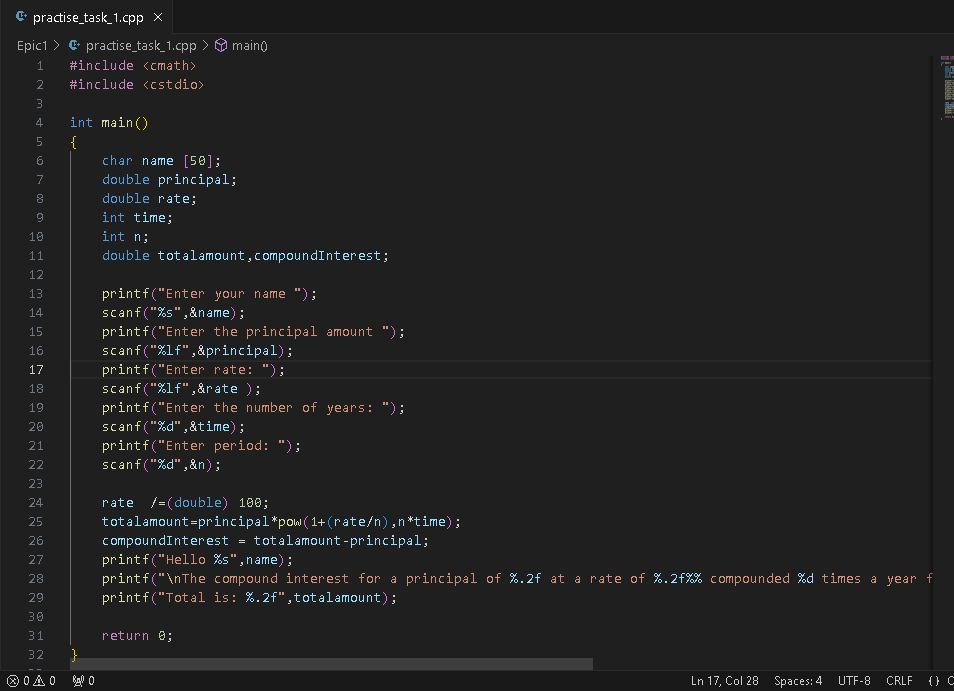 practise_task_1.cpp
Epic1 > practise_task_1.cpp > main()
1 #include <cmath>
2 #include <cstdio>
3
4 int main()
5 {
6 char name [50];
7 double principal;
8 double rate;
9 int time;
10 int n;
11 double totalamount,compoundInterest;
12
13 printf("Enter your name ");
14 scanf("%s",&name);
15 printf("Enter the principal amount ");
16 scanf("%lf",&principal);
17 printf("Enter rate: ");
18 scanf("%lf",&rate );
19 printf("Enter the number of years: ");
20 scanf("%d",&time);
21 printf("Enter period: ");
22 scanf("%d",&n);
23
24 rate  /=(double) 100;
25 totalamount=principal*pow(1+(rate/n),n*time);
26 compoundInterest = totalamount-principal;
27 printf("Hello %s",name);
28 printf("\nThe compound interest for a principal of %.2f at a rate of %.2f%% compounded %d times a year f
29 printf("Total is: %.2f",totalamount);
30
31 return 0;
32 }
0 0 0 Ln 17, Col 28 Spaces: 4 UTF-8 CRLF {} C